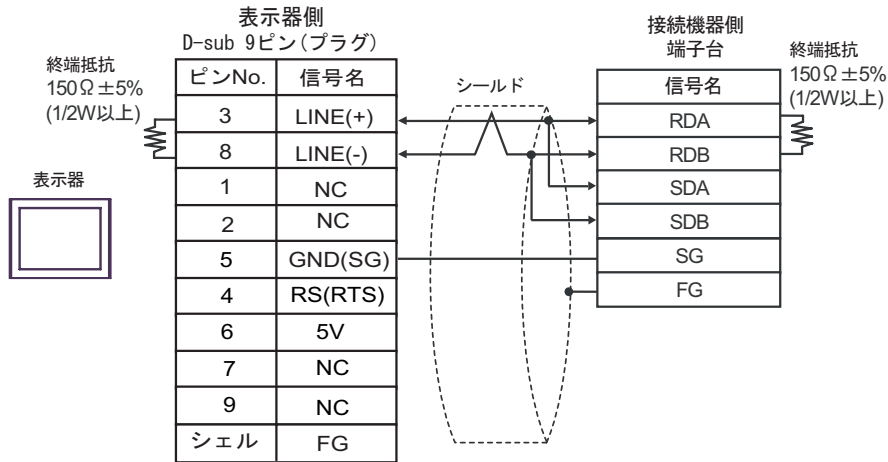 表示器側
D-sub 9ピン(プラグ)
終端抵抗
150Ω±5%
(1/2W以上)
ピンNo. 信号名
3 LINE(+)
8 LINE(-)
1 NC
2 NC
5 GND(SG)
4 RS(RTS)
6 5V
7 NC
9 NC
シェル FG
表示器
シールド
接続機器側
端子台
信号名
RDA
RDB
SDA
SDB
SG
FG
終端抵抗
150Ω±5%
(1/2W以上)